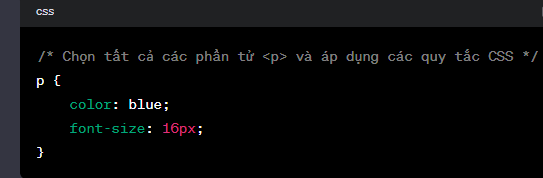 css
/* Chọn tất cả các phần tử <p> và áp dụng các quy tắc CSS */
p {
    color: blue;
    font-size: 16px;
}